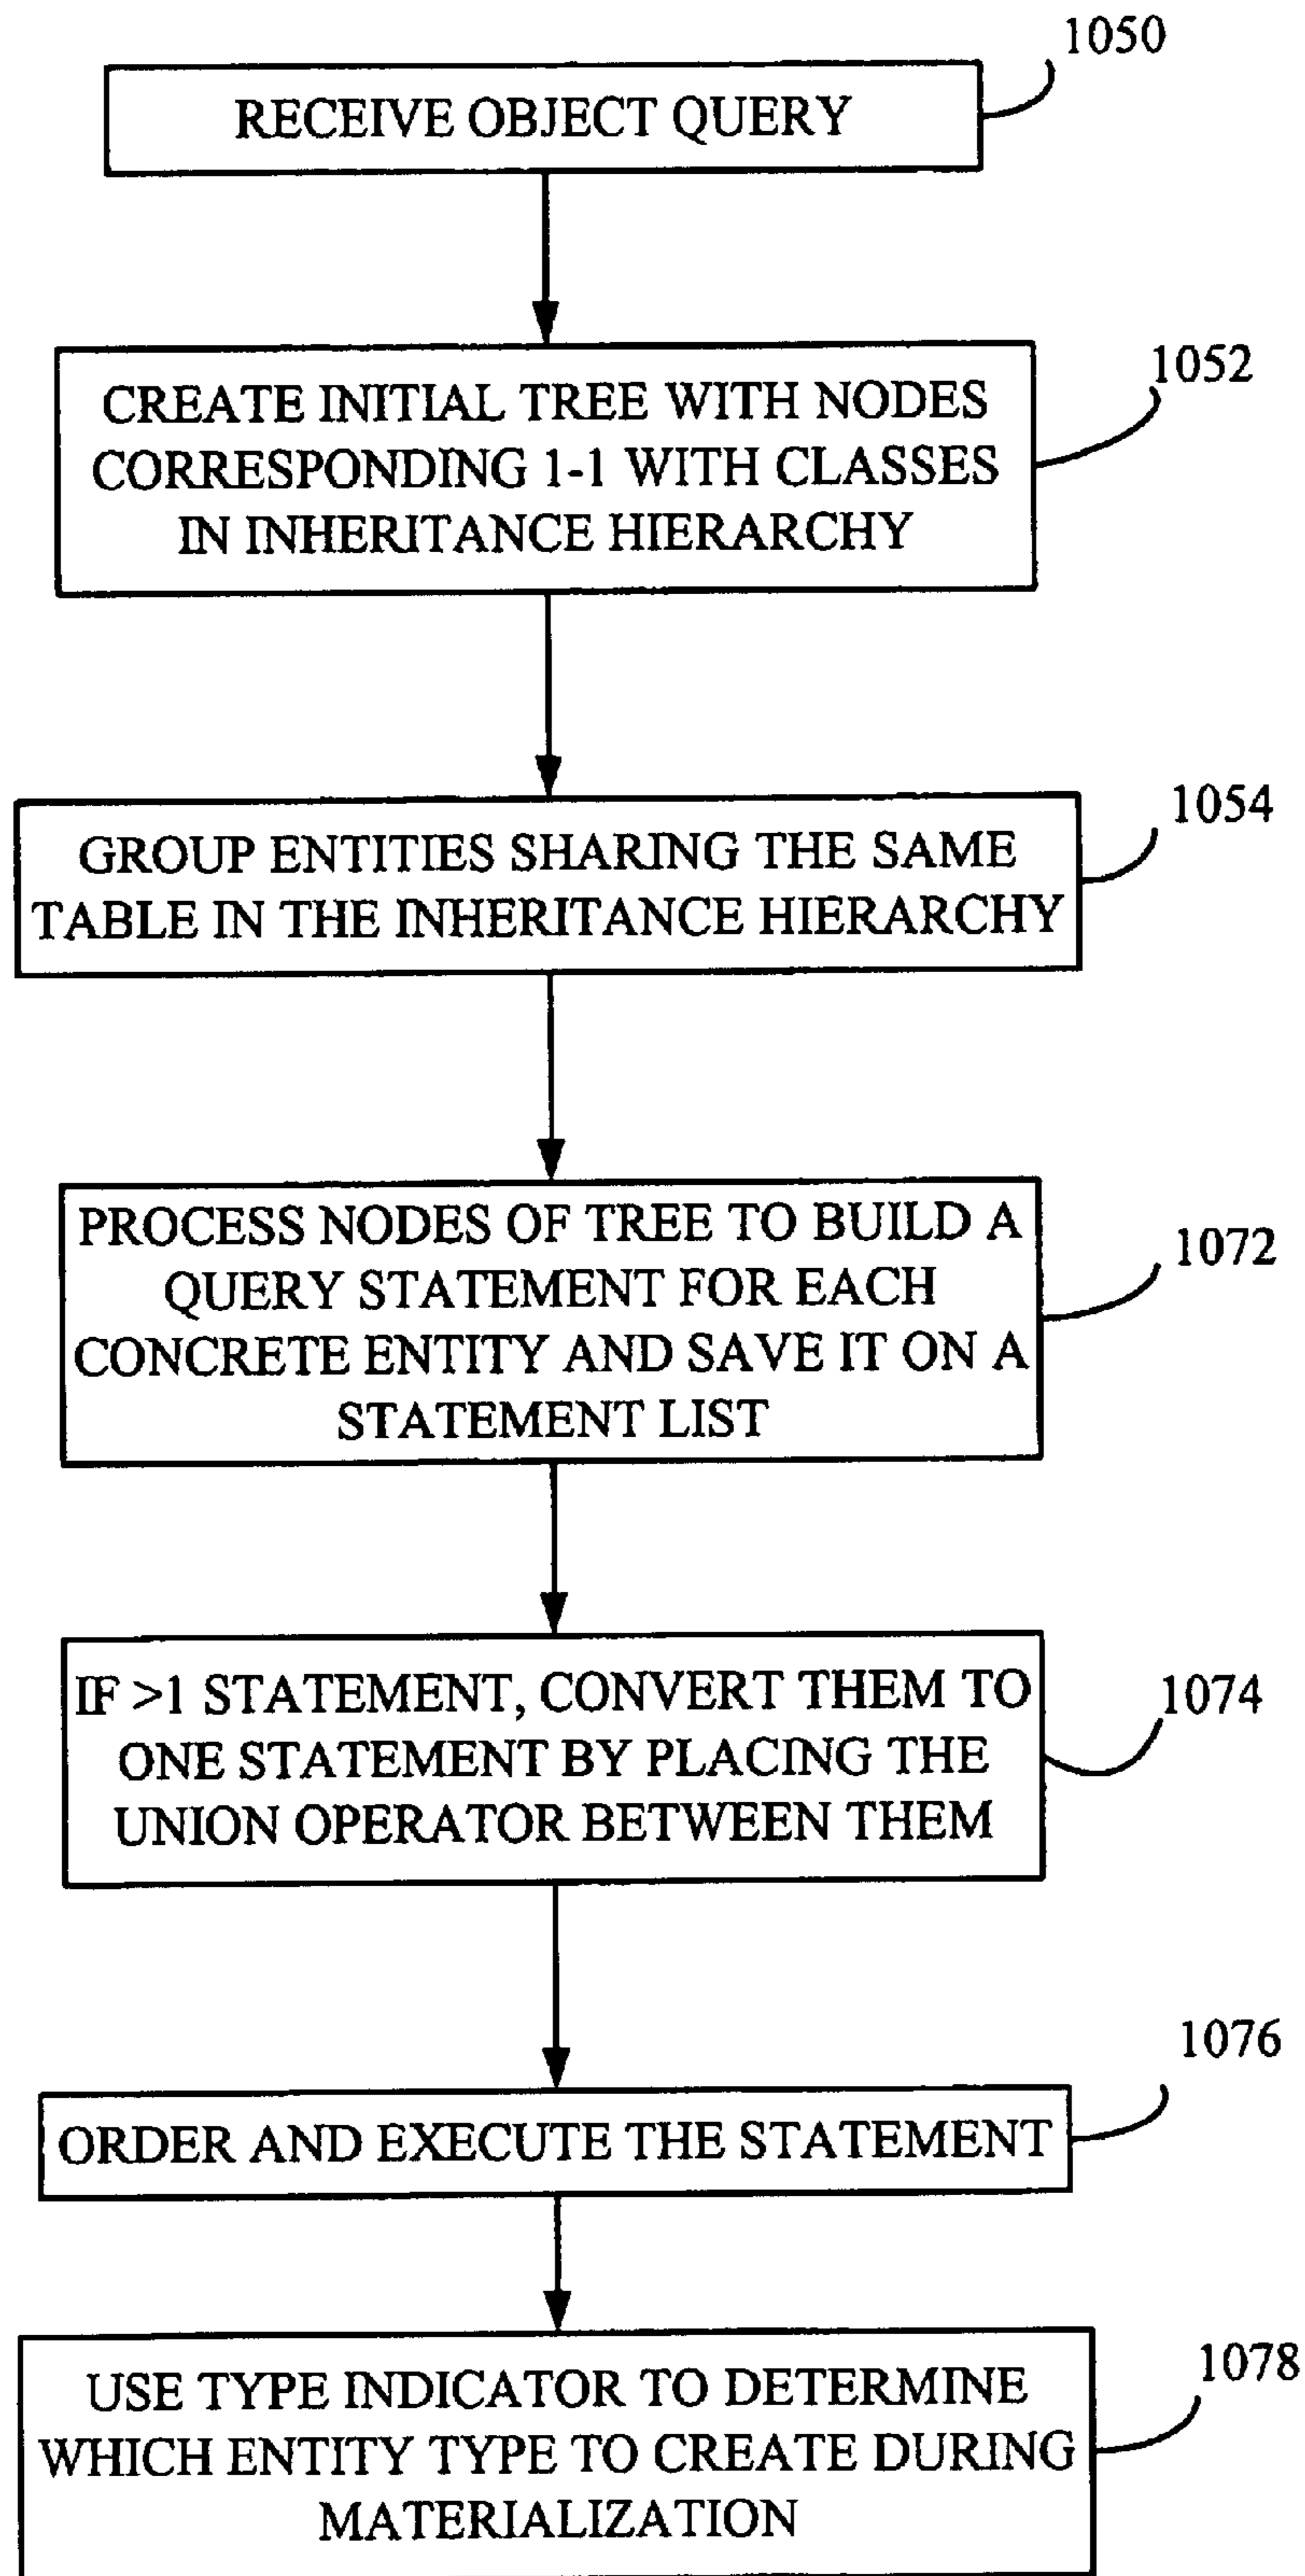 1050
RECEIVE OBJECT QUERY
1052
CREATE INITIAL TREE WITH NODES
CORRESPONDING 1-1 WITH CLASSES
IN INHERITANCE HIERARCHY
1054
GROUP ENTITIES SHARING THE SAME
TABLE IN THE INHERITANCE HIERARCHY
1072
PROCESS NODES OF TREE TO BUILD A
QUERY STATEMENT FOR EACH
CONCRETE ENTITY AND SAVE IT ON A
STATEMENT LIST
1074
IF >1 STATEMENT, CONVERT THEM TO
ONE STATEMENT BY PLACING THE
UNION OPERATOR BETWEEN THEM
1076
ORDER AND EXECUTE THE STATEMENT
1078
USE TYPE INDICATOR TO DETERMINE
WHICH ENTITY TYPE TO CREATE DURING
MATERIALIZATION